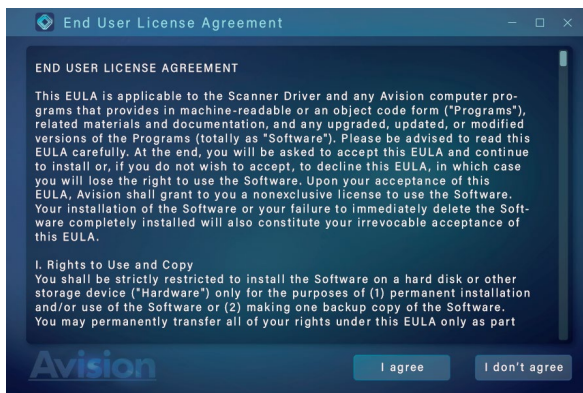 End User License Agreement
END USER LICENSE AGREEMENT
This EULA is applicable to the Scanner Driver and any Avision computer pro-
grams that provides in machine-readable or an object code form ("Programs"),
related materials and documentation, and any upgraded, updated, or modified
versions of the Programs (totally as "Software"). Please be advised to read this
EULA carefully. At the end, you will be asked to accept this EULA and continue
to install or, if you do not wish to accept, to decline this EULA, in which case
you will lose the right to use the Software. Upon your acceptance of this
EULA, Avision shall grant to you a nonexclusive license to use the Software.
Your installation of the Software or your failure to immediately delete the Soft-
ware completely installed will also constitute your irrevocable acceptance of
this EULA.
I. Rights to Use and Copy
You shall be strictly restricted to install the Software on a hard disk or other
storage device ("Hardware") only for the purposes of (1) permanent installation
and/or use of the Software or (2) making one backup copy of the Software.
You may permanently transfer all of your rights under this EULA only as part
Avision
I agree
I don't agree